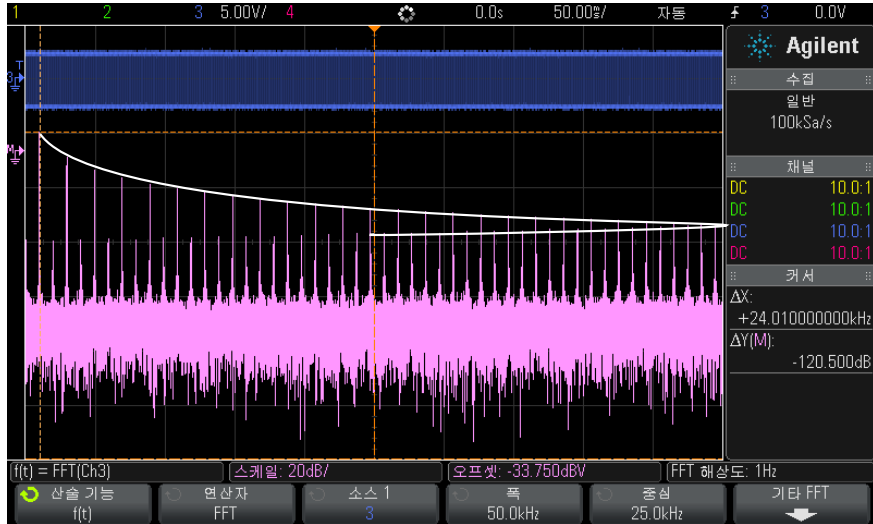 1 2 3 5.00V/ 4 0.0s 50.00㎳/ 자동 3 0.0V
T
3
M
Agilent
수집
일반
100kSa/s
채널
DC 10.0:1
DC 10.0:1
DC 10.0:1
DC 10.0:1
커서
ΔX:
+24.010000000kHz
ΔY(M):
-120.500dB
f(t) = FFT(Ch3) 스케일: 20dB/ 오프셋: -33.750dBV FFT 해상도: 1Hz
산술 기능 연산자 소스 1 폭 중심 기타 FFT
f(t) FFT 3 50.0kHz 25.0kHz